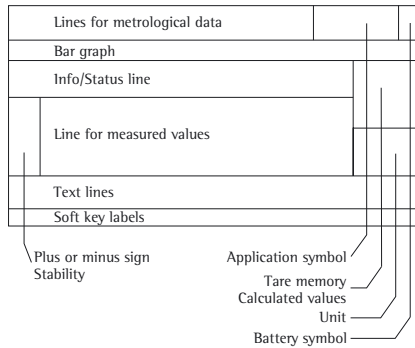 Lines for metrological data
Bar graph
Info/Status line
Line for measured values
Text lines
Soft key labels
Plus or minus sign
Stability
Application symbol
Tare memory
Calculated values
Unit
Battery symbol